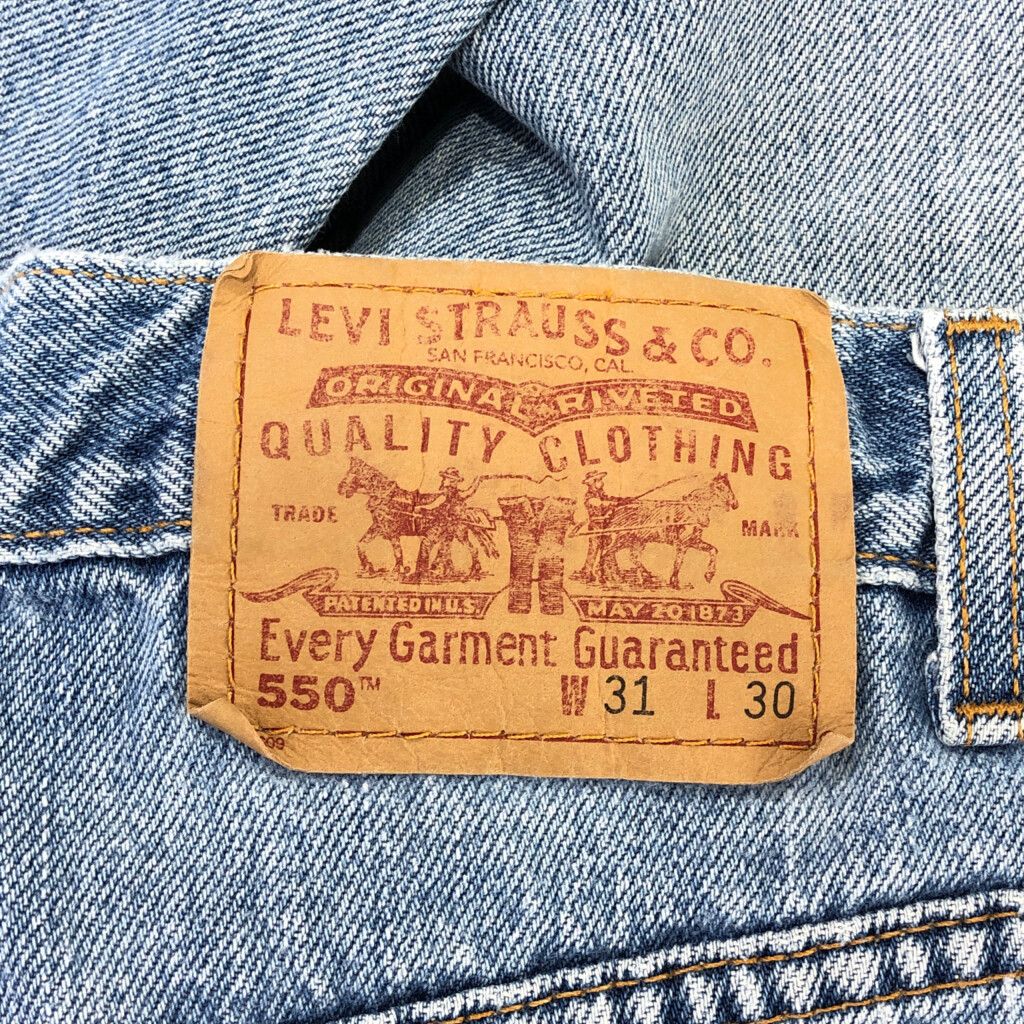 LEVI STRAUSS & CO.
SAN FRANCISCO, CAL.
ORIGINAL RIVETED
QUALITY CLOTHING
TRADE MARK
PATENTED IN U.S. MAY 20 1873
Every Garment Guaranteed
550™ W 31 L 30